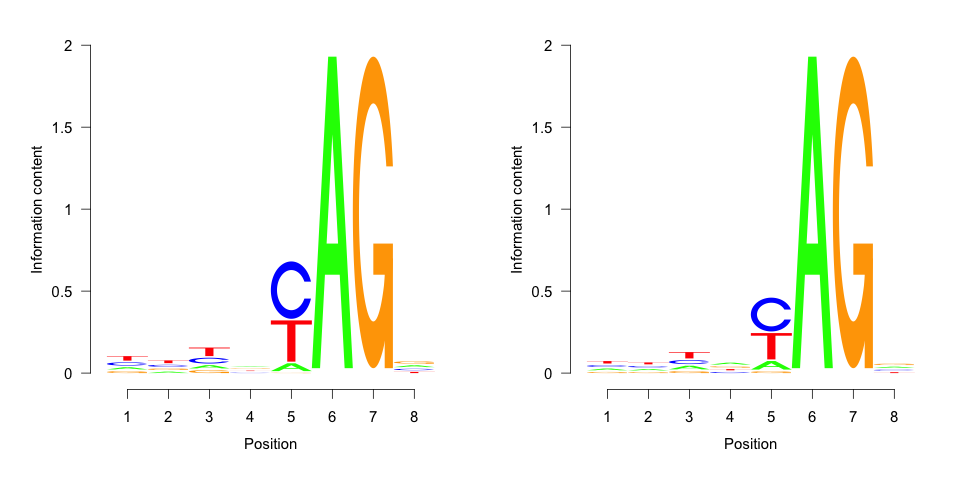 2
1.5
1
0.5
0
Information content
C
T
A
A
G
T
T
T
1 2 3 4 5 6 7 8
Position
2
1.5
1
0.5
0
Information content
C
T
A
A
G
T
1 2 3 4 5 6 7 8
Position